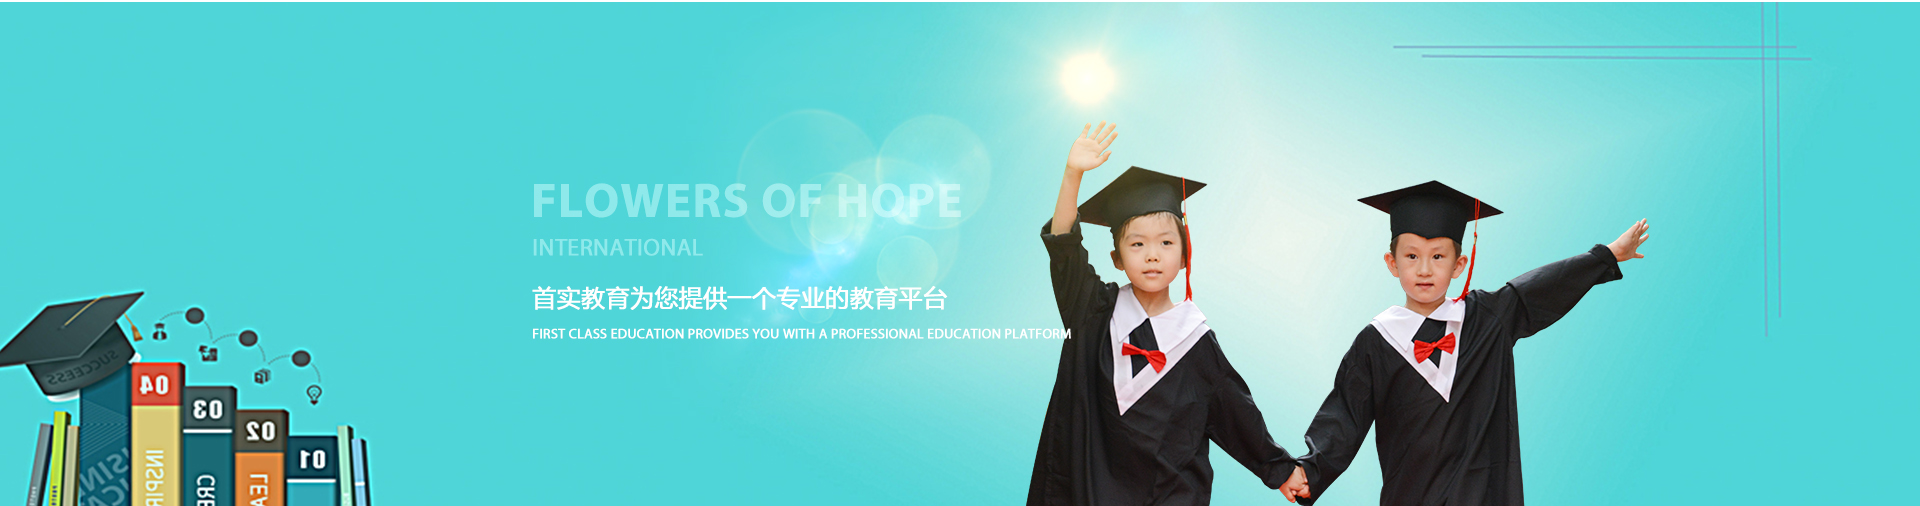 FLOWERS OF HOPE
INTERNATIONAL
首实教育为您提供一个专业的教育平台
FIRST CLASS EDUCATION PROVIDES YOU WITH A PROFESSIONAL EDUCATION PLATFORM
SUCCEESS
04
03
02
01